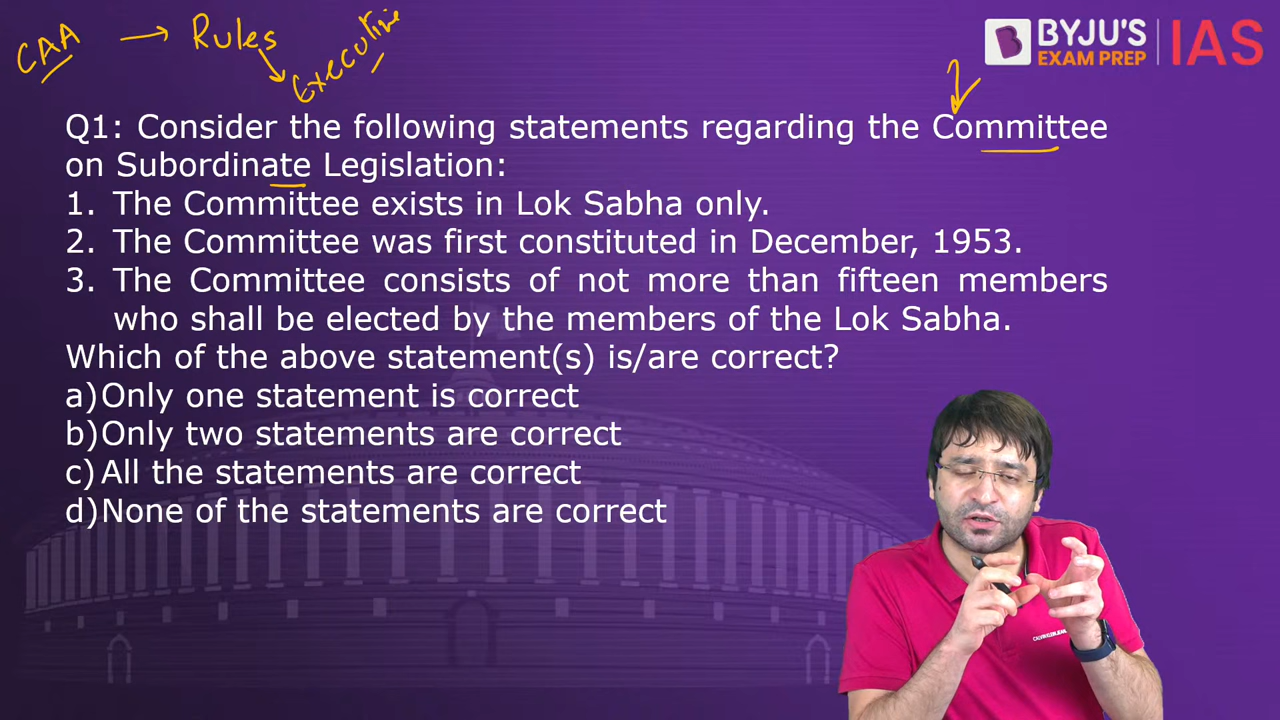 CAA → Rules
Executive
BYJU'S
EXAM PREP
IAS
2
Q1: Consider the following statements regarding the Committee
on Subordinate Legislation:
1. The Committee exists in Lok Sabha only.
2. The Committee was first constituted in December, 1953.
3. The Committee consists of not more than fifteen members
who shall be elected by the members of the Lok Sabha.
Which of the above statement(s) is/are correct?
a) Only one statement is correct
b) Only two statements are correct
c) All the statements are correct
d) None of the statements are correct